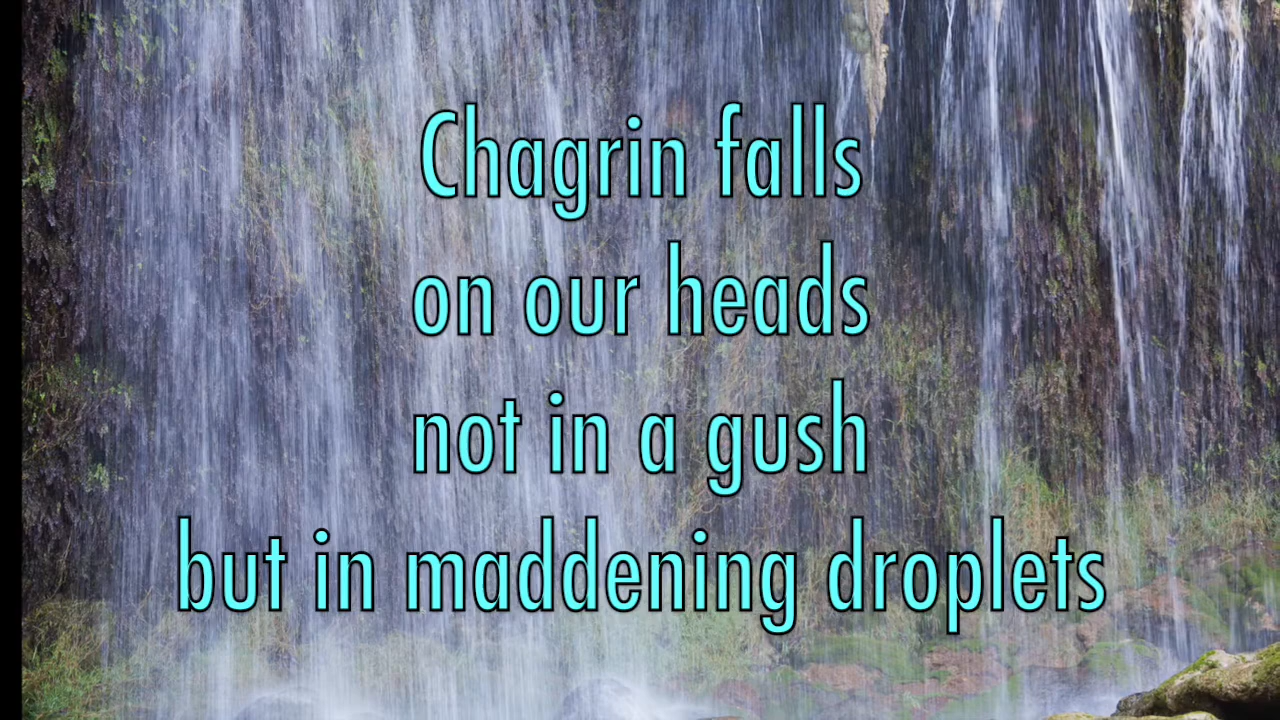 Chagrin falls
on our heads
not in a gush
but in maddening droplets